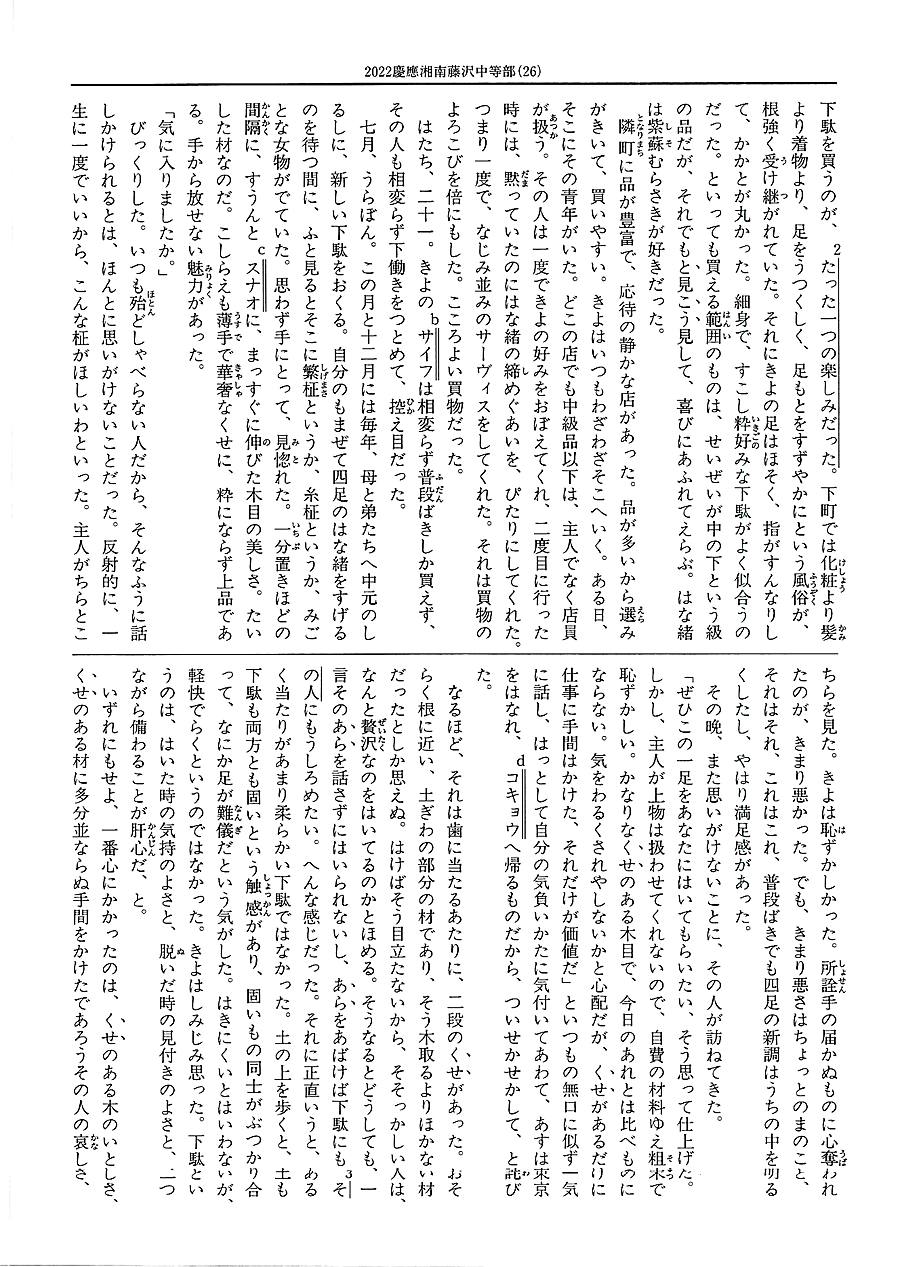 2022慶應湘南藤沢中等部(26)
下駄を買うのが、2たった一つの楽しみだった。下町では化粧より髪
より着物より、足をうつくしく、足もとをすずやかにという風俗が、
根強く受け継がれていた。それにきよの足はほそく、指がすんなりし
て、かかとが丸かった。細身で、すこし粋好みな下駄がよく似合うの
だった。といっても買える範囲のものは、せいぜいが中の下という級
の品だが、それでもと見こう見して、喜びにあふれてえらぶ。はな緒
は紫蘇むらさきが好きだった。
隣町に品が豊富で、応待の静かな店があった。品が多いから選み
がきいて、買いやすい。きよはいつもわざわざそこへいく。ある日、
そこにその青年がいた。どこの店でも中級品以下は、主人でなく店員
が扱う。その人は一度できよの好みをおぼえてくれ、二度目に行った
時には、黙っていたのにはな緒の締めぐあいを、ぴたりにしてくれた。
つまり一度で、なじみ並みのサーヴィスをしてくれた。それは買物の
よろこびを倍にもした。こころよい買物だった。
はたち、二十一。きよのbサイフは相変らず普段ばきしか買えず、
その人も相変らず下働きをつとめて、控え目だった。
七月、うらぼん。この月と十二月には毎年、母と弟たちへ中元のし
るしに、新しい下駄をおくる。自分のもまぜて四足のはな緒をすげる
のを待つ間に、ふと見るとそこに繁柾というか、糸柾というか、みご
とな女物がでていた。思わず手にとって、見惚れた。一分置きほどの
間隔に、すうんとcスナオに、まっすぐに伸びた木目の美しさ。たい
した材なのだ。こしらえも薄手で華奢なくせに、粋にならず上品であ
る。手から放せない魅力があった。
「気に入りましたか。」
びっくりした。いつも殆どしゃべらない人だから、そんなふうに話
しかけられるとは、ほんとに思いがけないことだった。反射的に、一
生に一度でいいから、こんな柾がほしいわといった。主人がちらとこ
ちらを見た。きよは恥ずかしかった。所詮手の届かぬものに心奪われ
たのが、きまり悪かった。でも、きまり悪さはちょっとのまのこと、
それはそれ、これはこれ、普段ばきでも四足の新調はうちの中を明る
くしたし、やはり満足感があった。
その晩、また思いがけないことに、その人が訪ねてきた。
「ぜひこの一足をあなたにはいてもらいたい、そう思って仕上げた。
しかし、主人が上物は扱わせてくれないので、自費の材料ゆえ粗末で
恥ずかしい。かなりなくせのある木目で、今日のあれとは比べものに
ならない。気をわるくされやしないかと心配だが、くせがあるだけに
仕事に手間はかけた、それだけが価値だ」といつもの無口に似ず一気
に話し、はっとして自分の気負いかたに気付いてあわて、あすは東京
をはなれ、dコキョウへ帰るものだから、ついせかせかして、と詫び
た。
なるほど、それは歯に当たるあたりに、二段のくせがあった。おそ
らく根に近い、土ぎわの部分の材であり、そう木取るよりほかない材
だったとしか思えぬ。はけばそう目立たないから、そそっかしい人は、
なんと贅沢なのをはいてるのかとほめる。そうなるとどうしても、一
言そのあらを話さずにはいられないし、あらをあばけば下駄にも3そ
の人にもうしろめたい。へんな感じだった。それに正直いうと、ある
く当たりがあまり柔らかい下駄ではなかった。土の上を歩くと、土も
下駄も両方とも固いという触感があり、固いもの同士がぶつかり合
って、なにか足が難儀だという気がした。はきにくいとはいわないが、
軽快でらくというのではなかった。きよはしみじみ思った。下駄とい
うのは、はいた時の気持のよさと、脱いだ時の見付きのよさと、二つ
ながら備わることが肝心だ、と。
いずれにもせよ、一番心にかかったのは、くせのある木のいとしさ、
くせのある材に多分並ならぬ手間をかけたであろうその人の哀しさ、